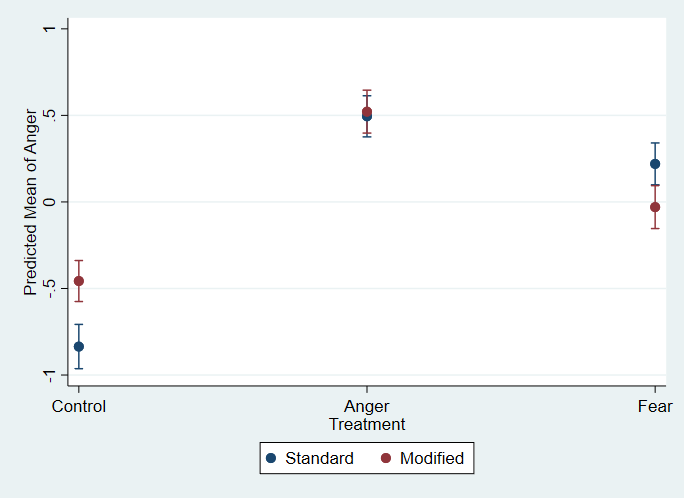 Predicted Mean of Anger
1
.5
0
-.5
-1
Control Anger Fear
Treatment
Standard Modified